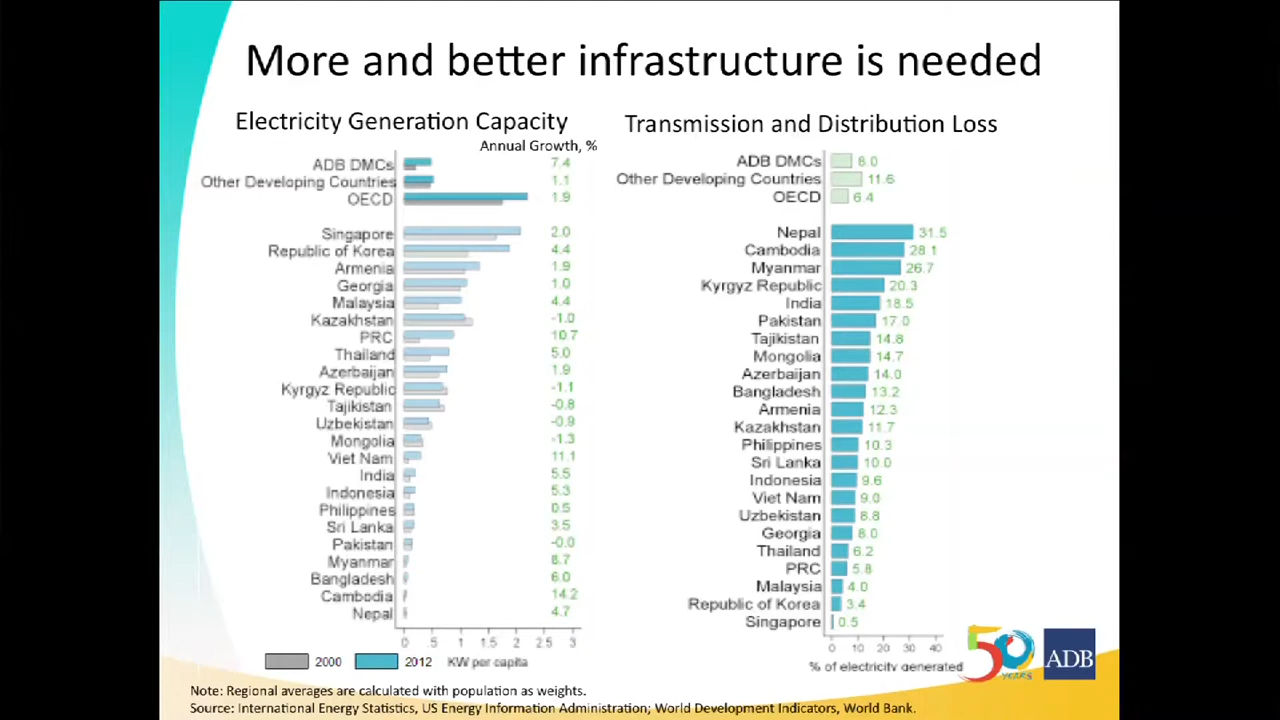 More and better infrastructure is needed
Electricity Generation Capacity
Annual Growth, %
ADB DMCs 7.4
Other Developing Countries 1.1
OECD 1.9
Singapore 2.0
Republic of Korea 4.4
Armenia 1.9
Georgia 1.0
Malaysia 4.4
Kazakhstan -1.0
PRC 10.7
Thailand 5.0
Azerbaijan 1.9
Kyrgyz Republic -1.1
Tajikistan -0.8
Uzbekistan -0.9
Mongolia -1.3
Viet Nam 11.1
India 5.5
Indonesia 5.3
Philippines 0.5
Sri Lanka 3.5
Pakistan -0.0
Myanmar 8.7
Bangladesh 6.0
Cambodia 14.2
Nepal 4.7
0 .5 1 1.5 2 2.5 3
2000 2012 KW per capita
Transmission and Distribution Loss
ADB DMCs 8.0
Other Developing Countries 11.6
OECD 6.4
Nepal 31.5
Cambodia 28.1
Myanmar 26.7
Kyrgyz Republic 20.3
India 18.5
Pakistan 17.0
Tajikistan 14.8
Mongolia 14.7
Azerbaijan 14.0
Bangladesh 13.2
Armenia 12.3
Kazakhstan 11.7
Philippines 10.3
Sri Lanka 10.0
Indonesia 9.6
Viet Nam 9.0
Uzbekistan 8.8
Georgia 8.0
Thailand 6.2
PRC 5.8
Malaysia 4.0
Republic of Korea 3.4
Singapore 0.5
0 10 20 30 40
% of electricity generated
50 YEARS
ADB
Note: Regional averages are calculated with population as weights.
Source: International Energy Statistics, US Energy Information Administration; World Development Indicators, World Bank.